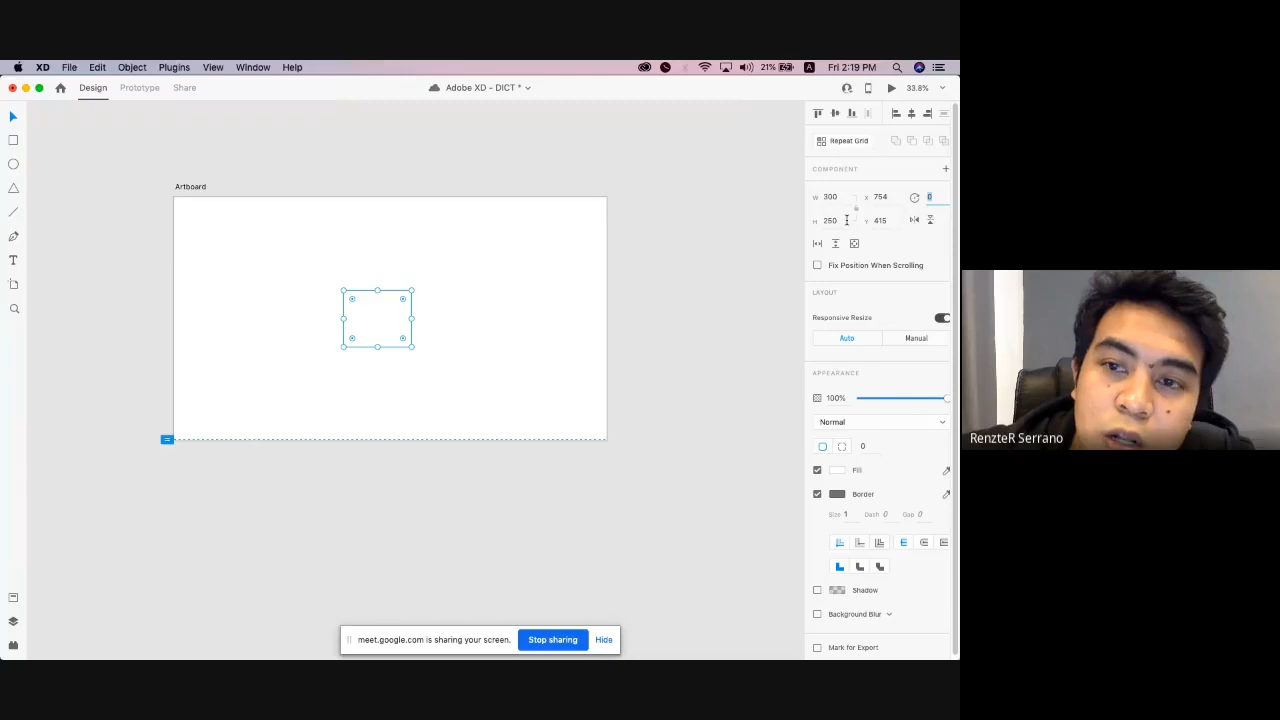 XD File Edit Object Plugins View Window Help 21% A Fri 2:19 PM
Design Prototype Share Adobe XD - DICT * 33.8%
Repeat Grid
COMPONENT +
Artboard
W 300 X 754 0
H 250 Y 415
Fix Position When Scrolling
LAYOUT
Responsive Resize
Auto Manual
APPEARANCE
100%
Normal
0
RenzteR Serrano
Fill
Border
Size 1 Dash 0 Gap 0
Shadow
Background Blur
meet.google.com is sharing your screen. Stop sharing Hide
Mark for Export